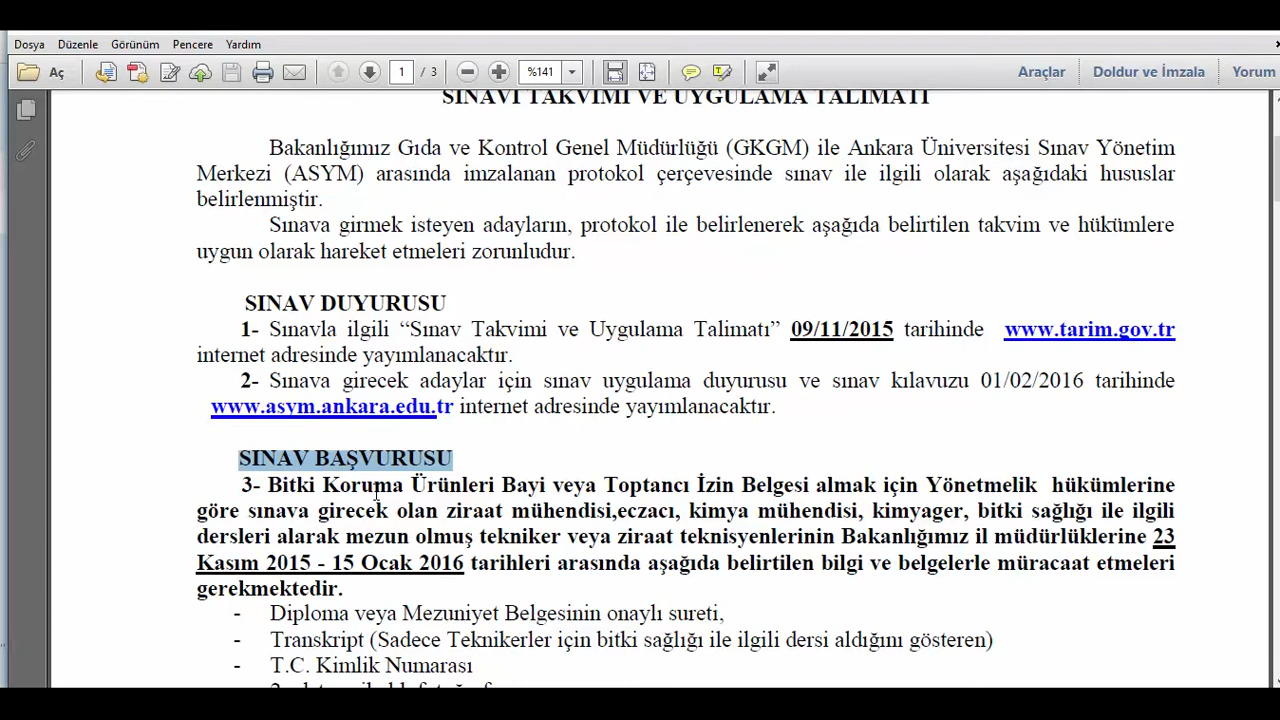 Dosya Düzenle Görünüm Pencere Yardım
Aç 1 / 3 %141 Araçlar Doldur ve İmzala Yorum
SINAVI TAKVİMİ VE UYGULAMA TALİMATI
Bakanlığımız Gıda ve Kontrol Genel Müdürlüğü (GKGM) ile Ankara Üniversitesi Sınav Yönetim
Merkezi (ASYM) arasında imzalanan protokol çerçevesinde sınav ile ilgili olarak aşağıdaki hususlar
belirlenmiştir.
Sınava girmek isteyen adayların, protokol ile belirlenerek aşağıda belirtilen takvim ve hükümlere
uygun olarak hareket etmeleri zorunludur.
SINAV DUYURUSU
1- Sınavla ilgili “Sınav Takvimi ve Uygulama Talimatı” 09/11/2015 tarihinde www.tarim.gov.tr
internet adresinde yayımlanacaktır.
2- Sınava girecek adaylar için sınav uygulama duyurusu ve sınav kılavuzu 01/02/2016 tarihinde
www.asym.ankara.edu.tr internet adresinde yayımlanacaktır.
SINAV BAŞVURUSU
3- Bitki Koruma Ürünleri Bayi veya Toptancı İzin Belgesi almak için Yönetmelik hükümlerine
göre sınava girecek olan ziraat mühendisi,eczacı, kimya mühendisi, kimyager, bitki sağlığı ile ilgili
dersleri alarak mezun olmuş tekniker veya ziraat teknisyenlerinin Bakanlığımız il müdürlüklerine 23
Kasım 2015 - 15 Ocak 2016 tarihleri arasında aşağıda belirtilen bilgi ve belgelerle müracaat etmeleri
gerekmektedir.
- Diploma veya Mezuniyet Belgesinin onaylı sureti,
- Transkript (Sadece Teknikerler için bitki sağlığı ile ilgili dersi aldığını gösteren)
- T.C. Kimlik Numarası